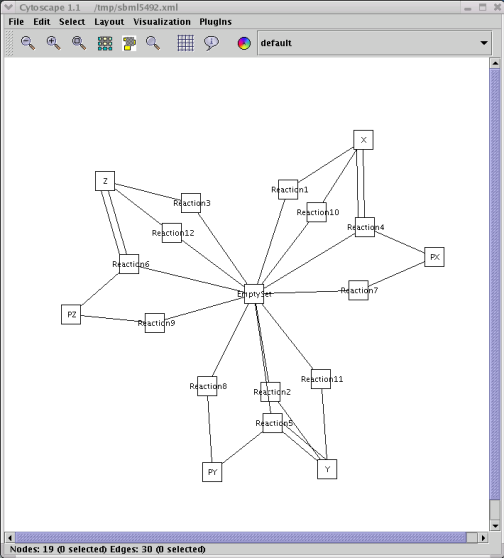 Cytoscape 1.1 /tmp/sbml5492.xml
File Edit Select Layout Visualization PlugIns
default
X
Z
Reaction1
Reaction3
Reaction10
Reaction4
Reaction12
PX
Reaction6
Reaction7
EmptySet
PZ
Reaction9
Reaction11
Reaction8
Reaction2
Reaction5
Y
PY
Nodes: 19 (0 selected) Edges: 30 (0 selected)